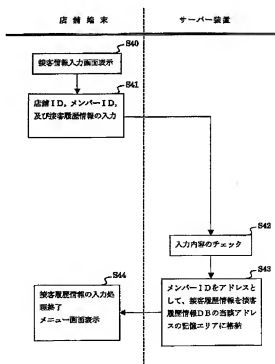 店舗端末
サーバー装置
S40
接客情報入力画面表示
S41
店舗ID,メンバーID,
及び接客履歴情報の入力
S42
入力内容のチェック
S43
メンバーIDをアドレスと
して、接客履歴情報を接客
履歴情報DBの当該アドレ
スの記憶エリアに格納
S44
接客履歴情報の入力処
理終了
メニュー画面表示